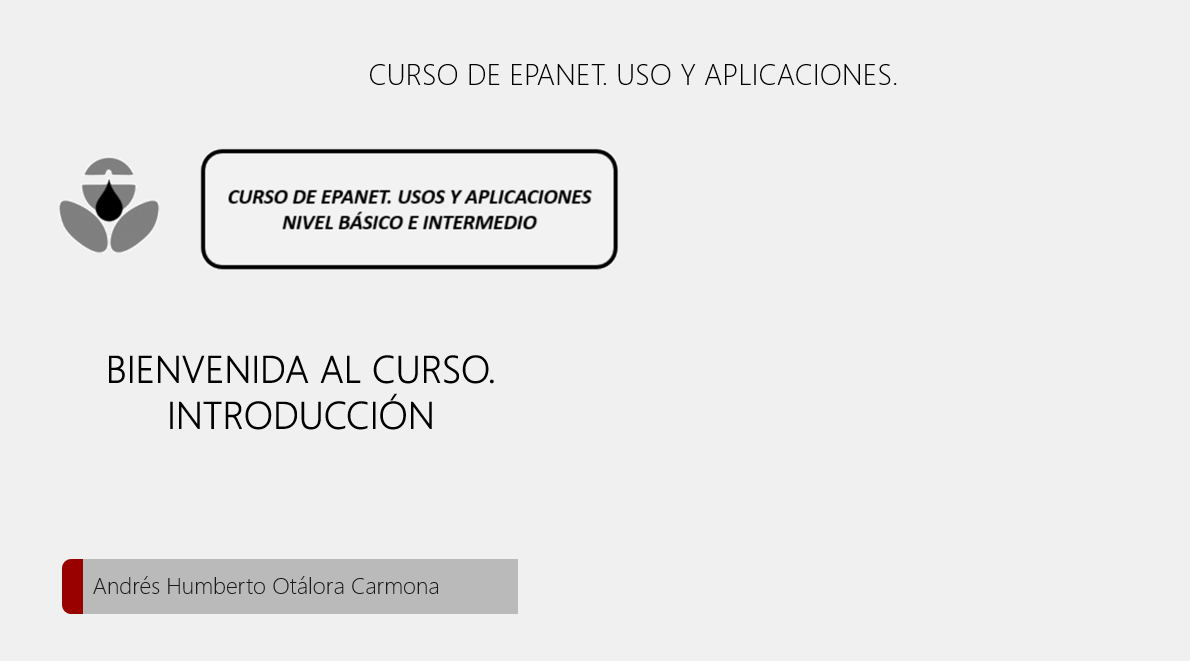 CURSO DE EPANET. USO Y APLICACIONES.
CURSO DE EPANET. USOS Y APLICACIONES
NIVEL BÁSICO E INTERMEDIO
BIENVENIDA AL CURSO.
INTRODUCCIÓN
Andrés Humberto Otálora Carmona